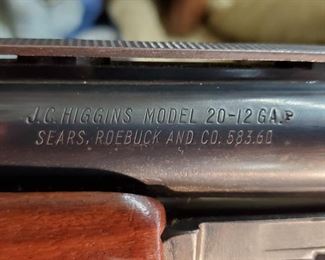 J.C. HIGGINS MODEL 20-12 GA. P
SEARS, ROEBUCK AND CO. 583.60